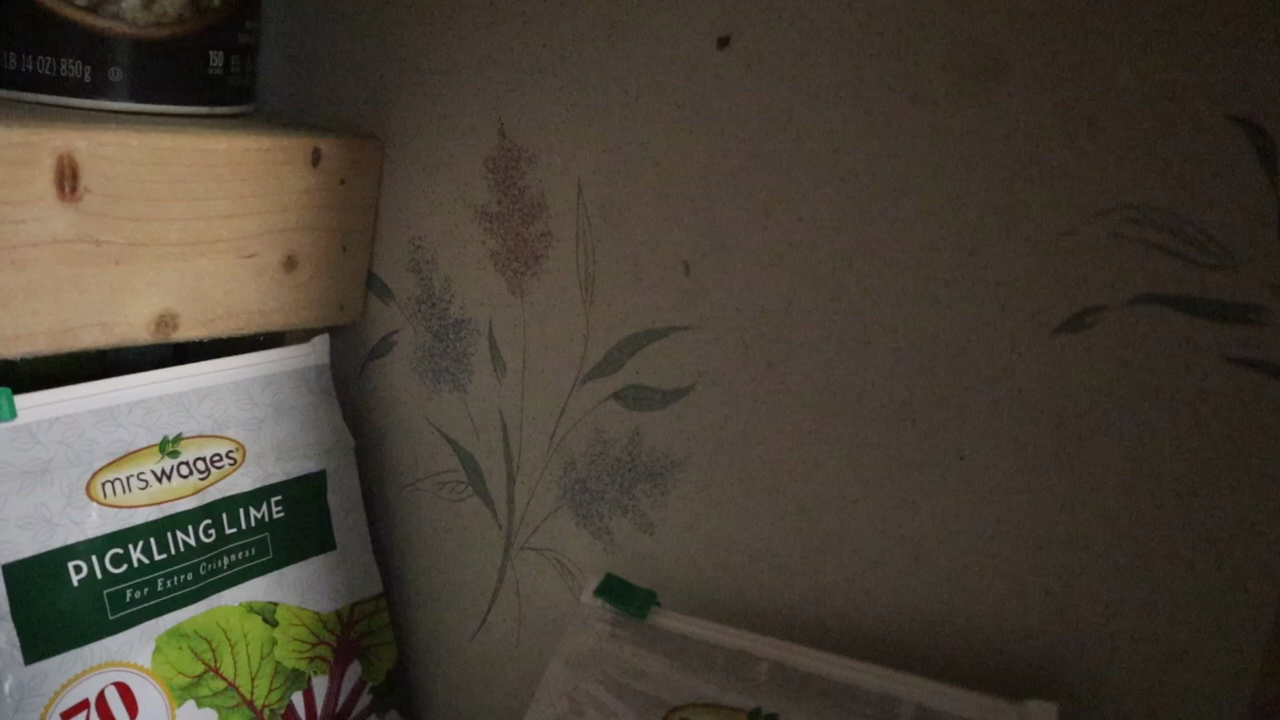 LB 14 OZ) 850g
150
mrs. wages
PICKLING LIME
For Extra Crispness
70